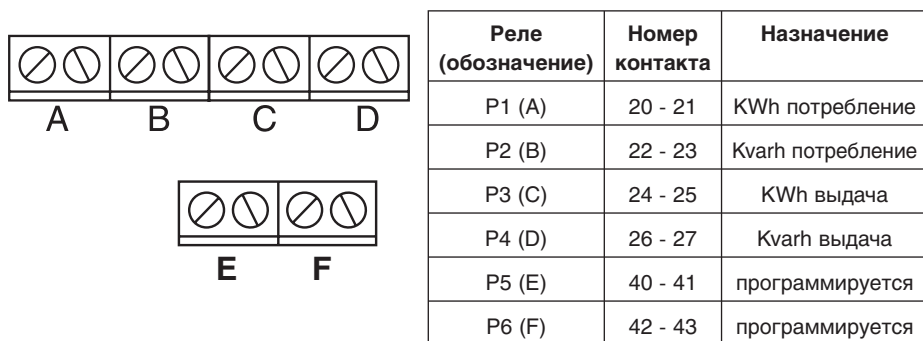 A B C D
E F
Реле (обозначение) Номер контакта Назначение
P1 (A) 20 - 21 KWh потребление
P2 (B) 22 - 23 Kvarh потребление
P3 (C) 24 - 25 KWh выдача
P4 (D) 26 - 27 Kvarh выдача
P5 (E) 40 - 41 программируется
P6 (F) 42 - 43 программируется